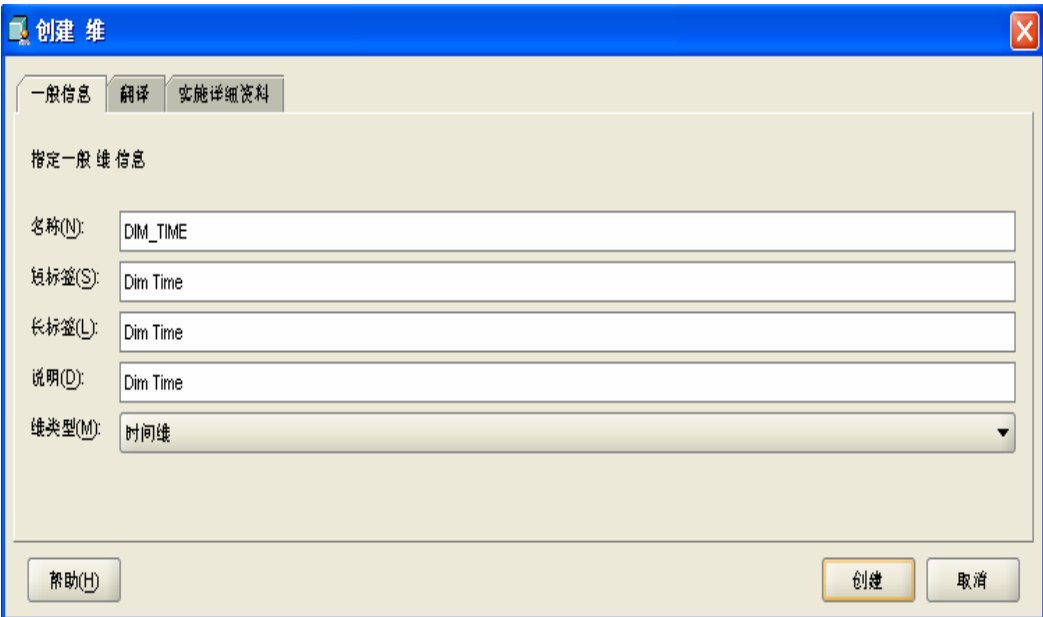 创建 维
一般信息 翻译 实施详细资料
指定一般 维 信息
名称(N): DIM_TIME
短标签(S): Dim Time
长标签(L): Dim Time
说明(D): Dim Time
维类型(M): 时间维
帮助(H) 创建 取消